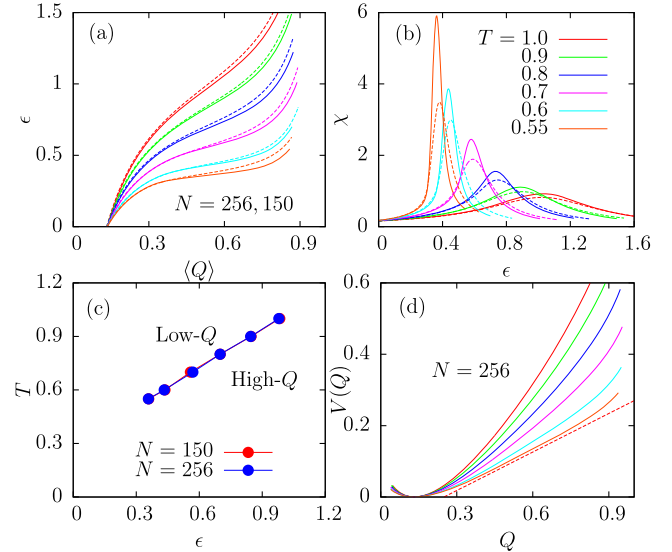 (a)
1.5
1
0.5
0
ϵ
0
0.3
0.6
0.9
⟨Q⟩
N = 256, 150
(b)
6
4
2
0
χ
0
0.4
0.8
1.2
1.6
ϵ
T = 1.0
0.9
0.8
0.7
0.6
0.55
(c)
1.2
0.9
0.6
0.3
0
T
Low-Q
High-Q
N = 150
N = 256
0
0.3
0.6
0.9
1.2
ϵ
(d)
0.6
0.4
0.2
0
V(Q)
N = 256
0
0.3
0.6
0.9
Q